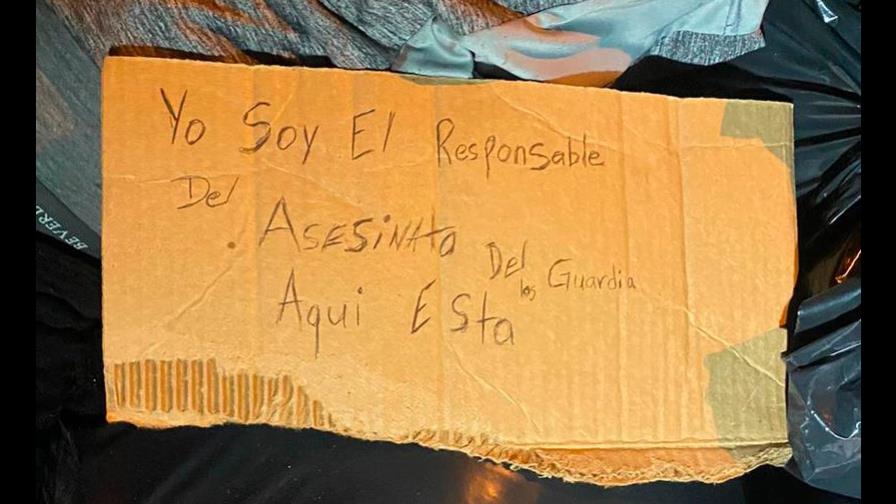 Yo Soy El Responsable
Del
. ASESINAto Del los Guardia
Aqui ESta